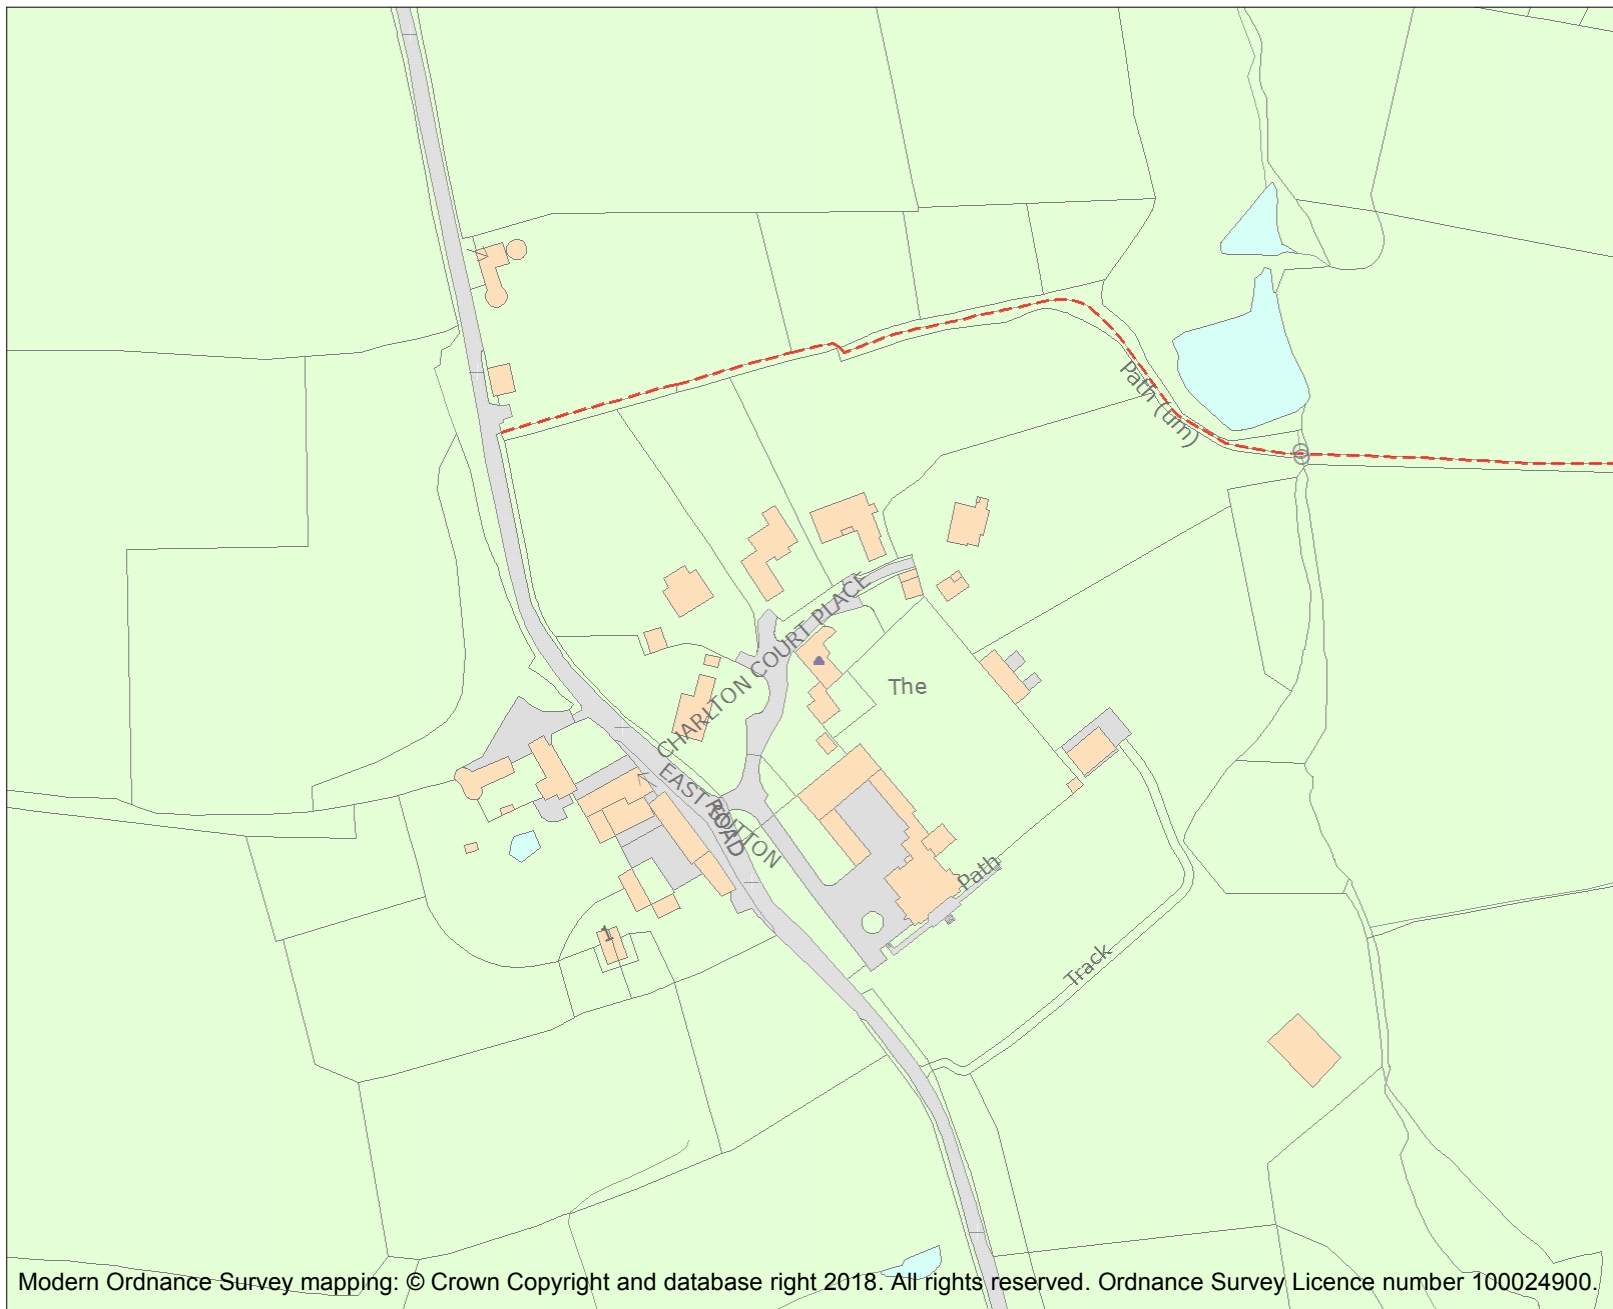 Path (um)
CHARLTON COURT PLACE
The
EAST SUTTON
ROAD
Path
1
Track
Modern Ordnance Survey mapping: © Crown Copyright and database right 2018. All rights reserved. Ordnance Survey Licence number 100024900.